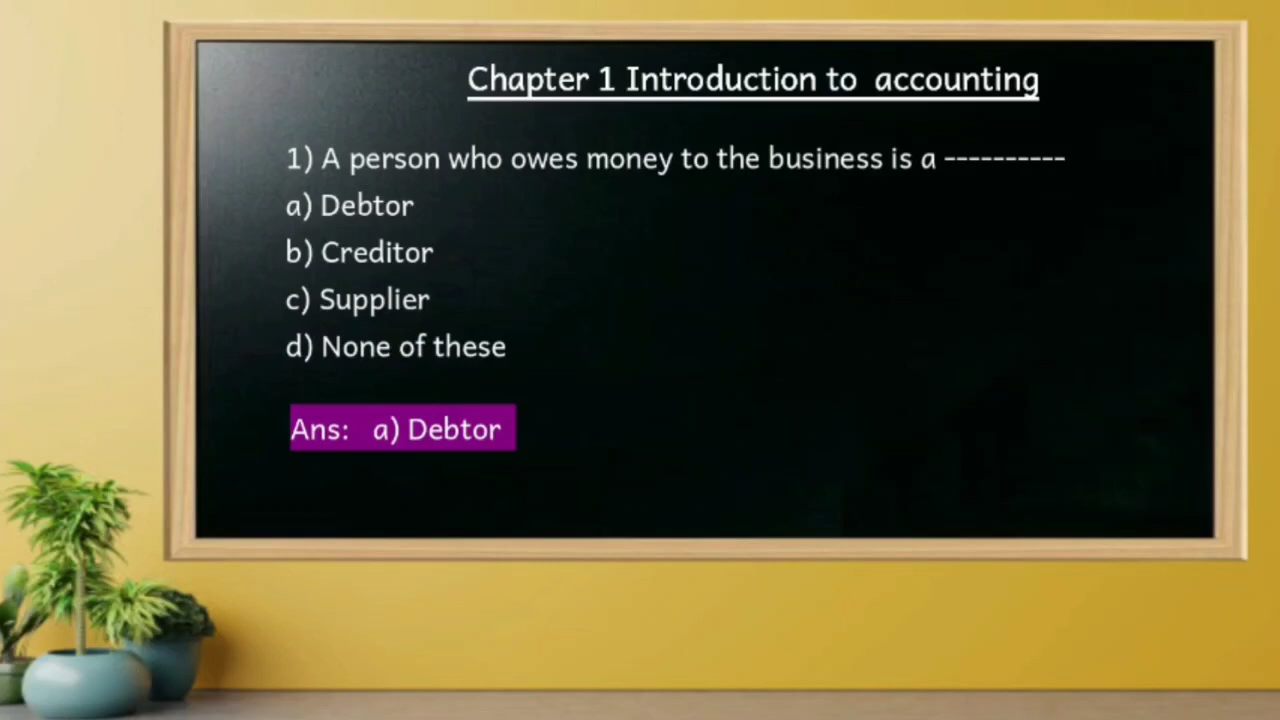 Chapter 1 Introduction to accounting
1) A person who owes money to the business is a ----------
a) Debtor
b) Creditor
c) Supplier
d) None of these
Ans: a) Debtor